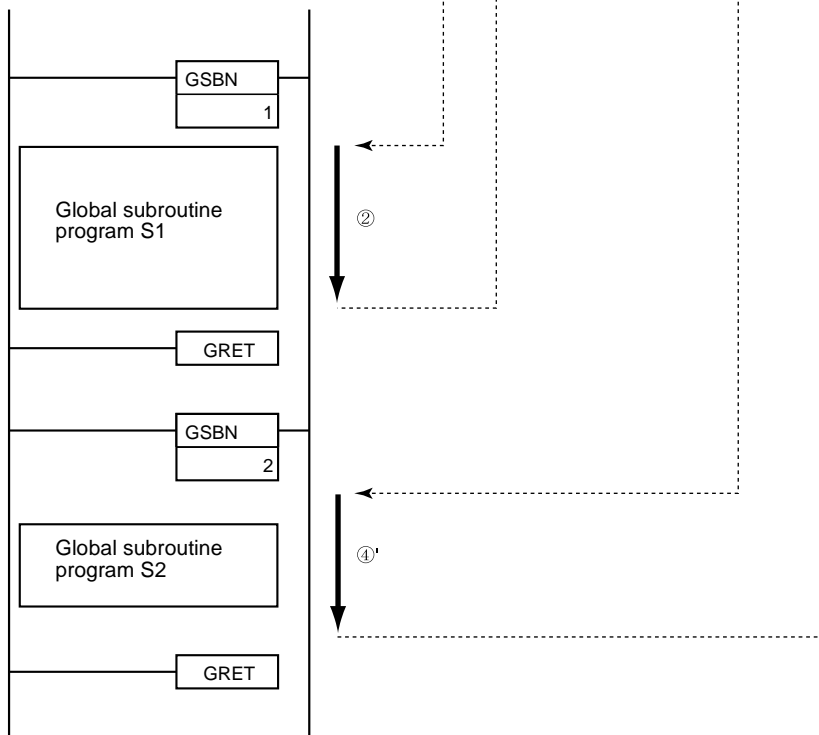 GSBN
1
Global subroutine
program S1
②
GRET
GSBN
2
Global subroutine
program S2
④'
GRET